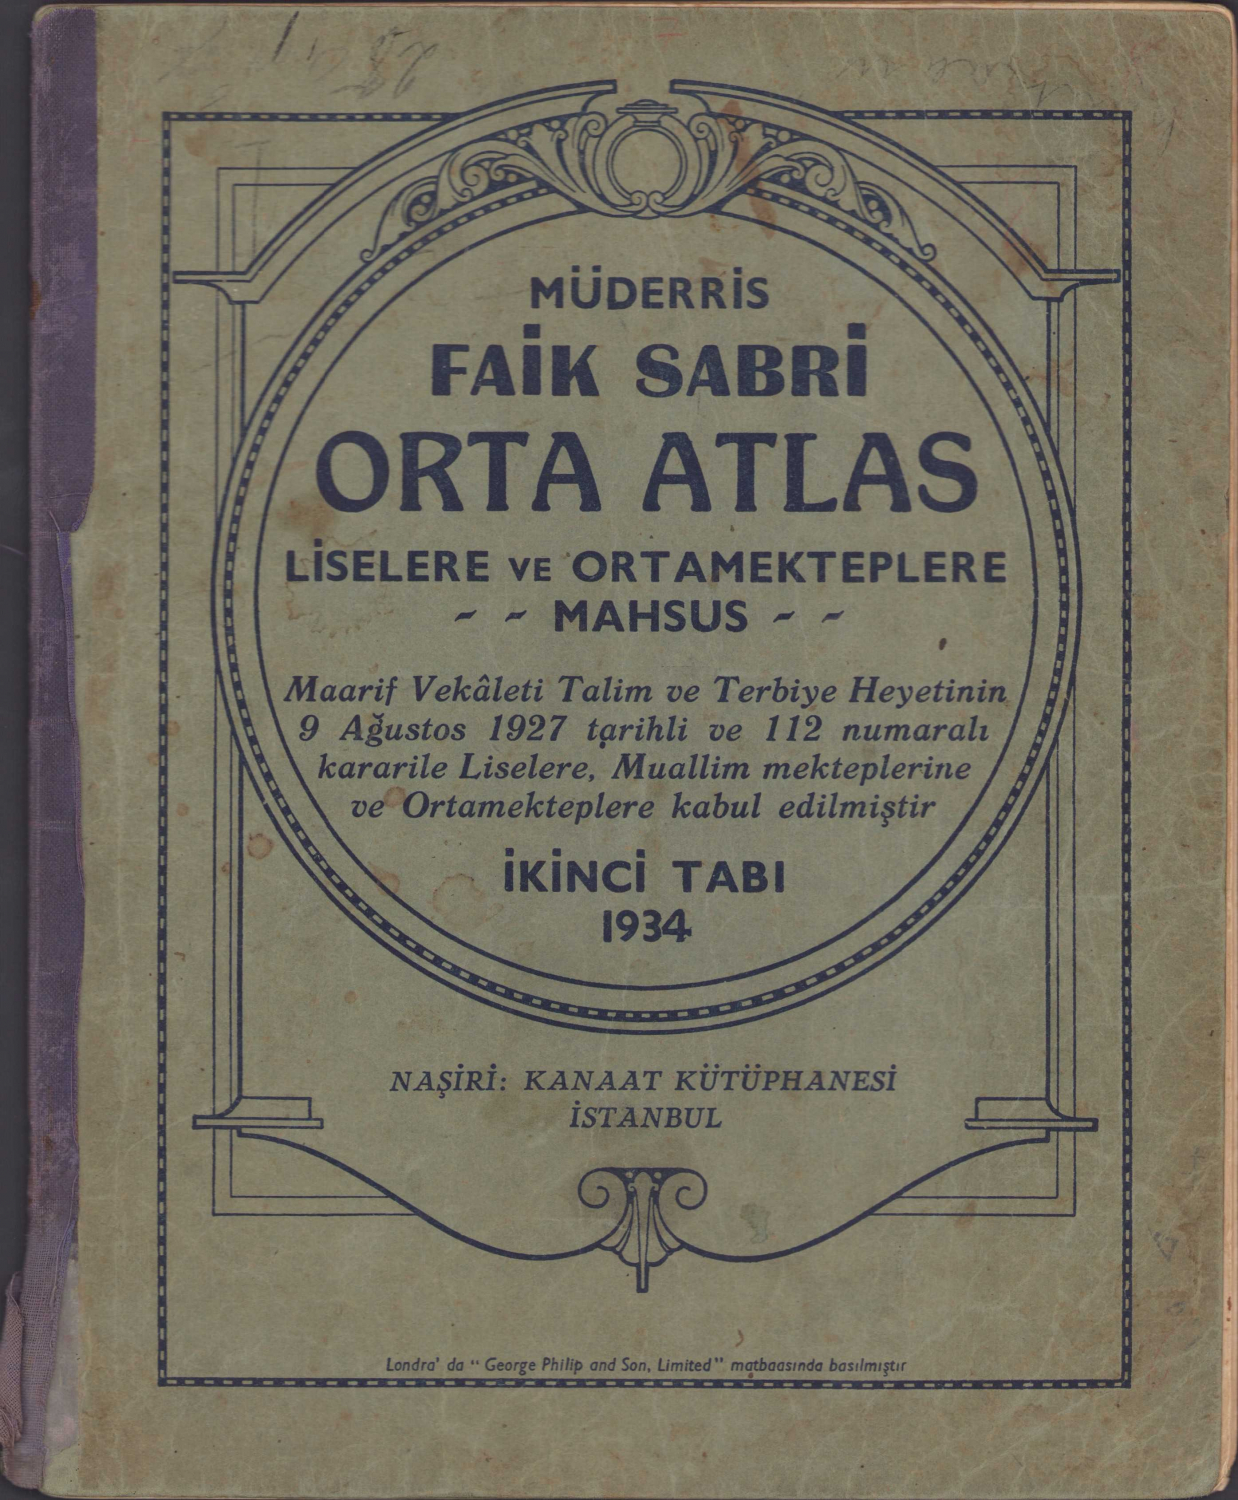 MÜDERRİS
FAİK SABRİ
ORTA ATLAS
LİSELERE VE ORTAMEKTEPLERE
- - MAHSUS - -
Maarif Vekâleti Talim ve Terbiye Heyetinin
9 Ağustos 1927 tarihli ve 112 numaralı
kararile Liselere, Muallim mekteplerine
ve Ortamekteplere kabul edilmiştir
İKİNCİ TABI
1934
NAŞİRİ: KANAAT KÜTÜPHANESİ
İSTANBUL
Londra' da "George Philip and Son, Limited" matbaasında basılmıştır